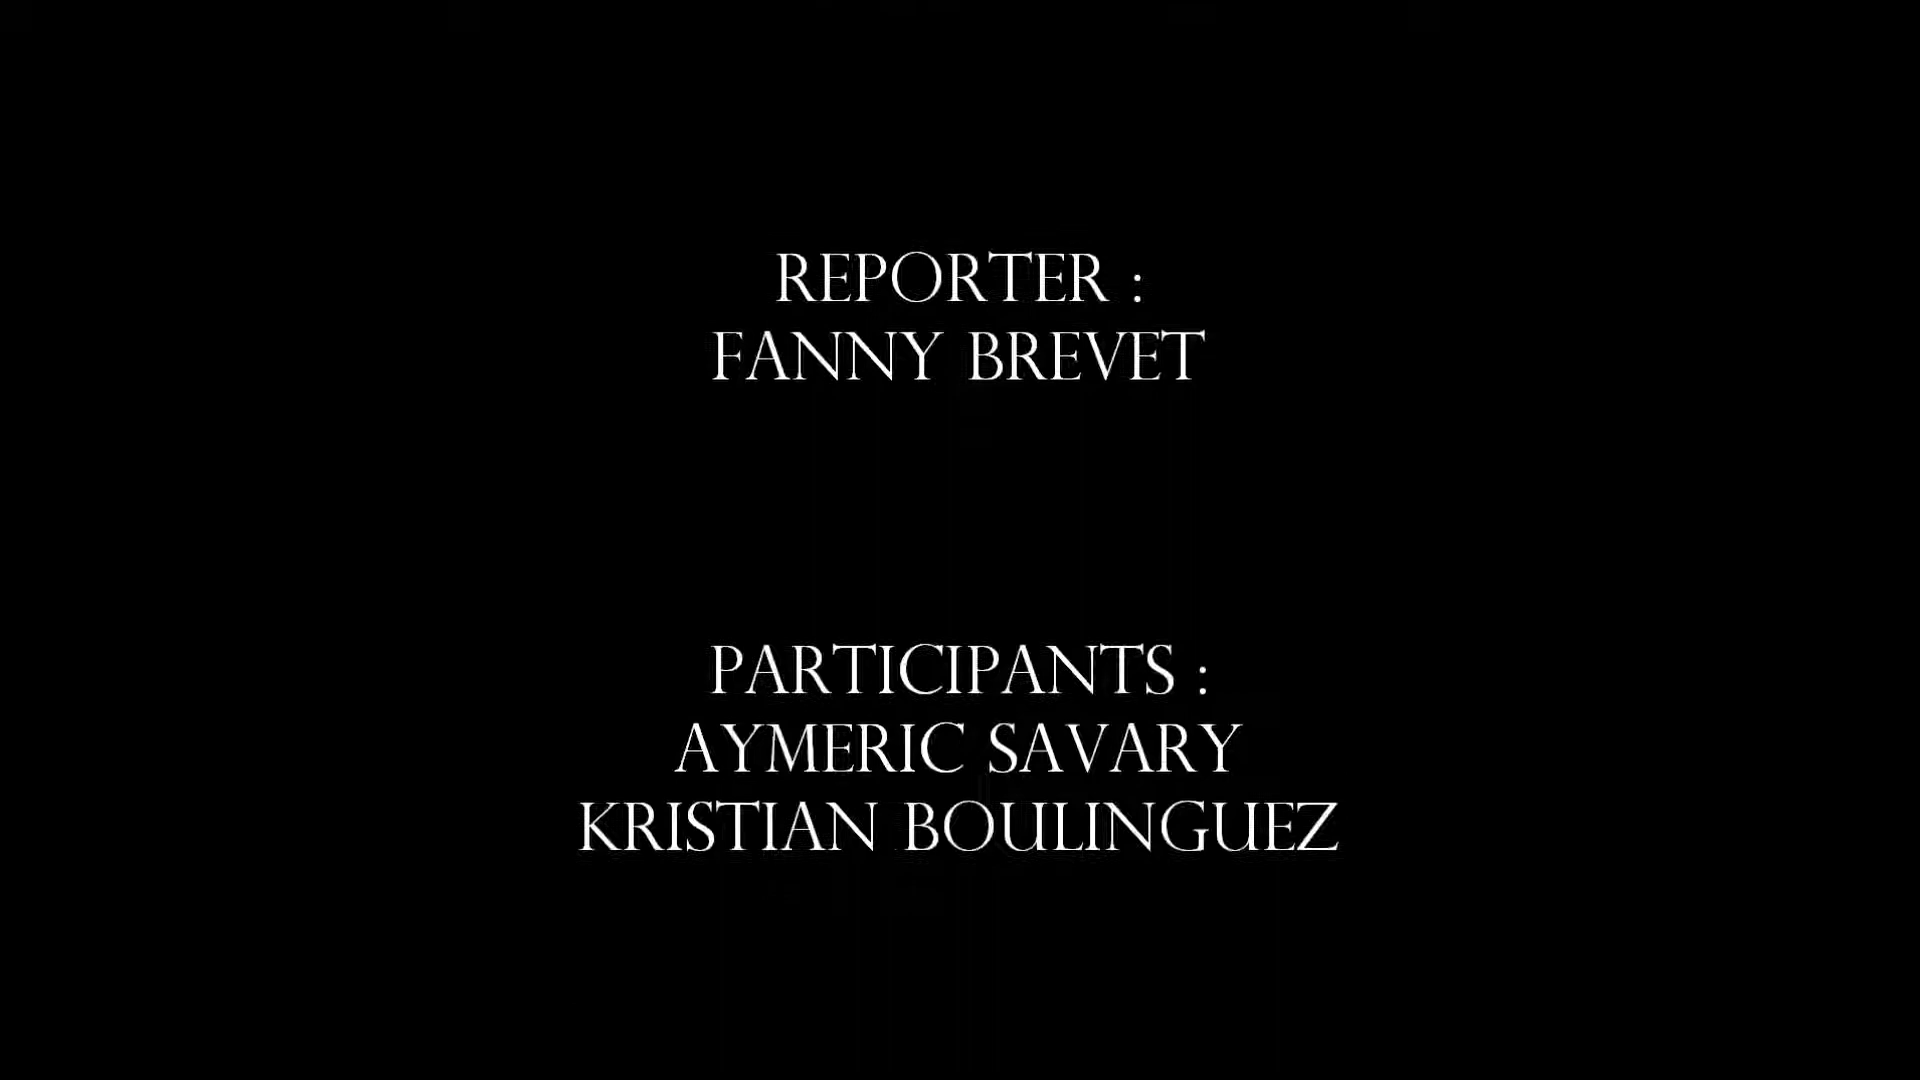 REPORTER :
FANNY BREVET
PARTICIPANTS :
AYMERIC SAVARY
KRISTIAN BOULINGUEZ